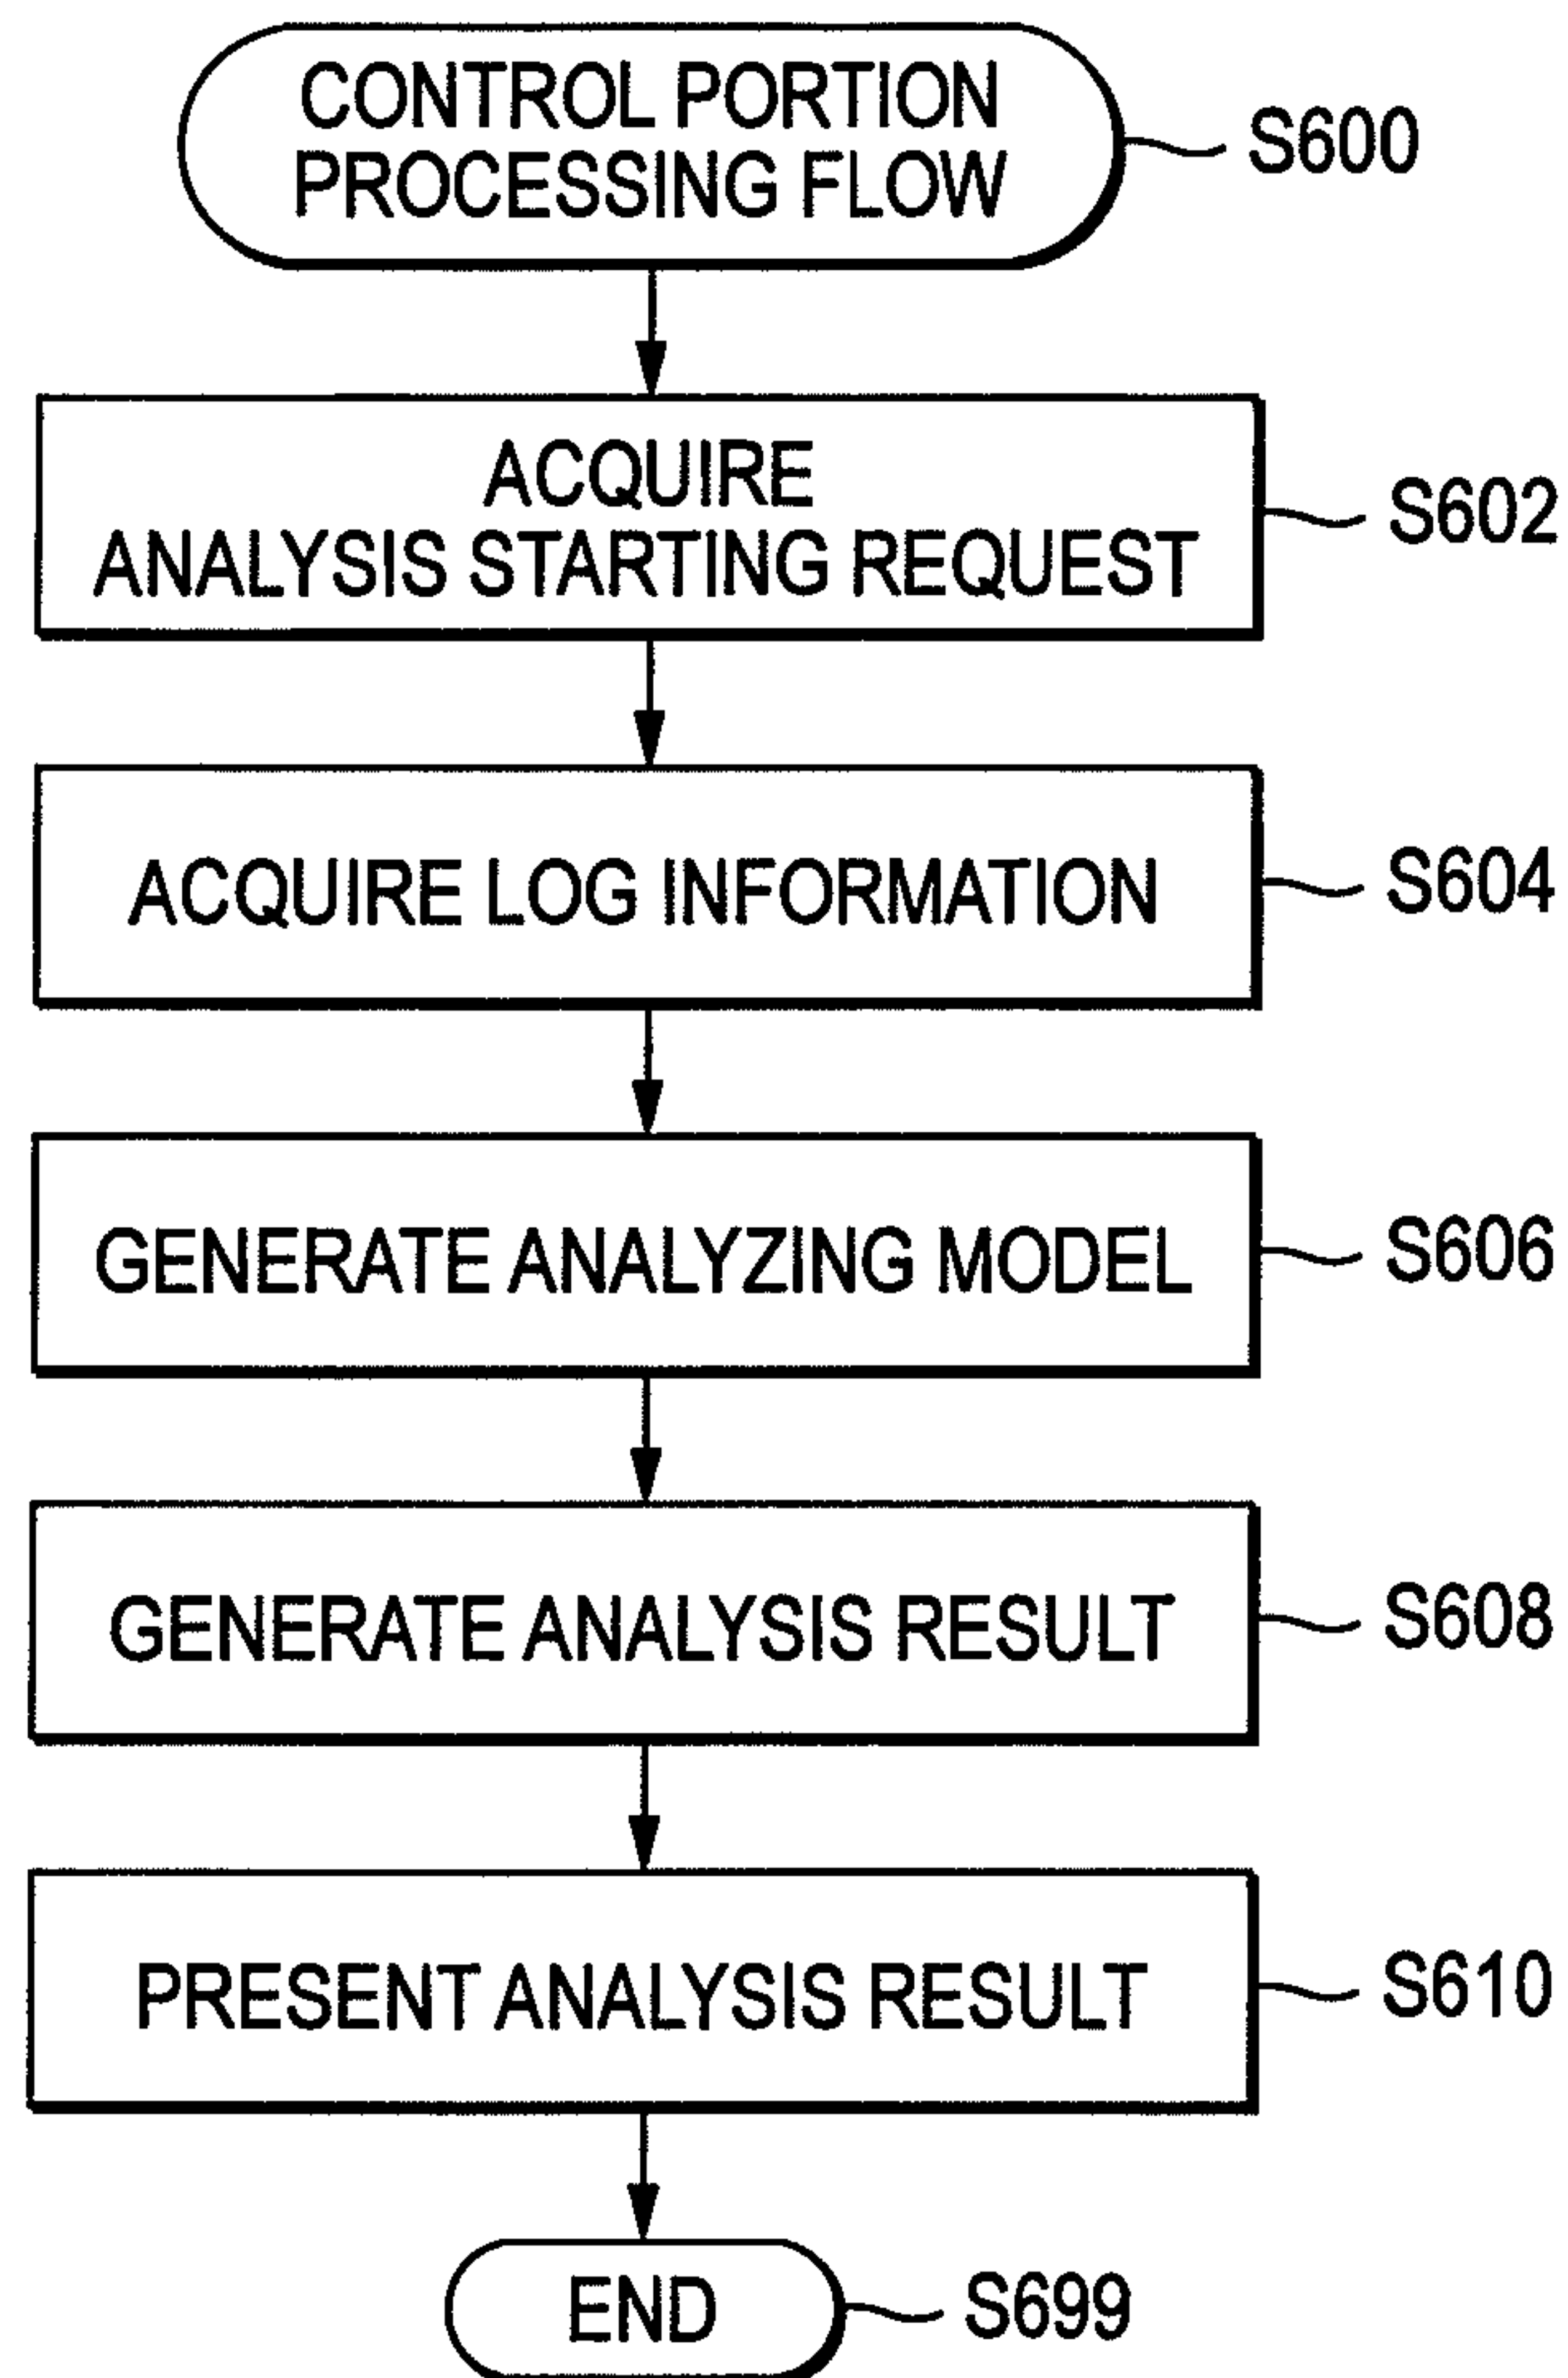 CONTROL PORTION
PROCESSING FLOW
S600
ACQUIRE
ANALYSIS STARTING REQUEST
S602
ACQUIRE LOG INFORMATION
S604
GENERATE ANALYZING MODEL
S606
GENERATE ANALYSIS RESULT
S608
PRESENT ANALYSIS RESULT
S610
END
S699